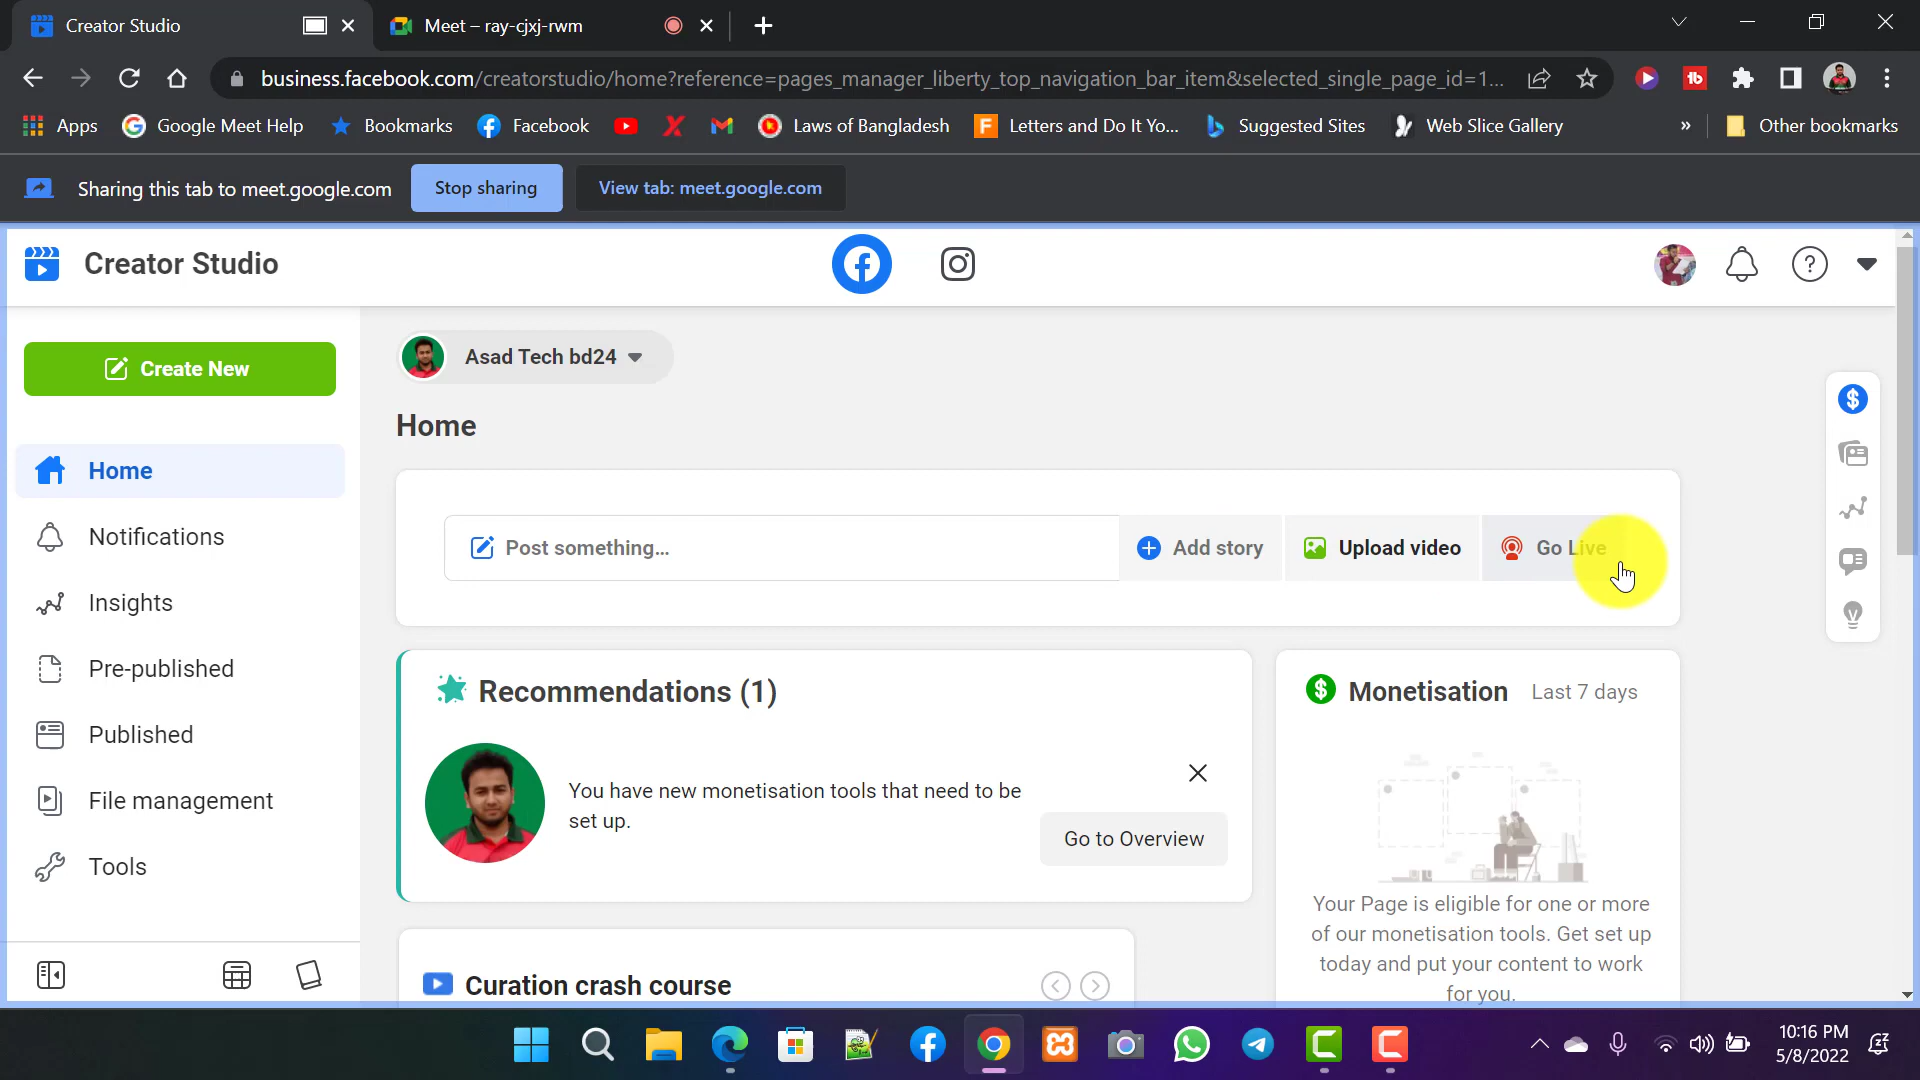 Creator Studio
Meet – ray-cjxj-rwm
business.facebook.com/creatorstudio/home?reference=pages_manager_liberty_top_navigation_bar_item&selected_single_page_id=1...
Apps
Google Meet Help
Bookmarks
Facebook
Laws of Bangladesh
Letters and Do It Yo...
Suggested Sites
Web Slice Gallery
»
Other bookmarks
Sharing this tab to meet.google.com
Stop sharing
View tab: meet.google.com
Creator Studio
Create New
Asad Tech bd24
Home
Home
Notifications
Insights
Pre-published
Published
File management
Tools
Post something...
Add story
Upload video
Go Live
Recommendations (1)
You have new monetisation tools that need to be
set up.
Go to Overview
Monetisation Last 7 days
Your Page is eligible for one or more
of our monetisation tools. Get set up
today and put your content to work
for you.
Curation crash course
10:16 PM
5/8/2022